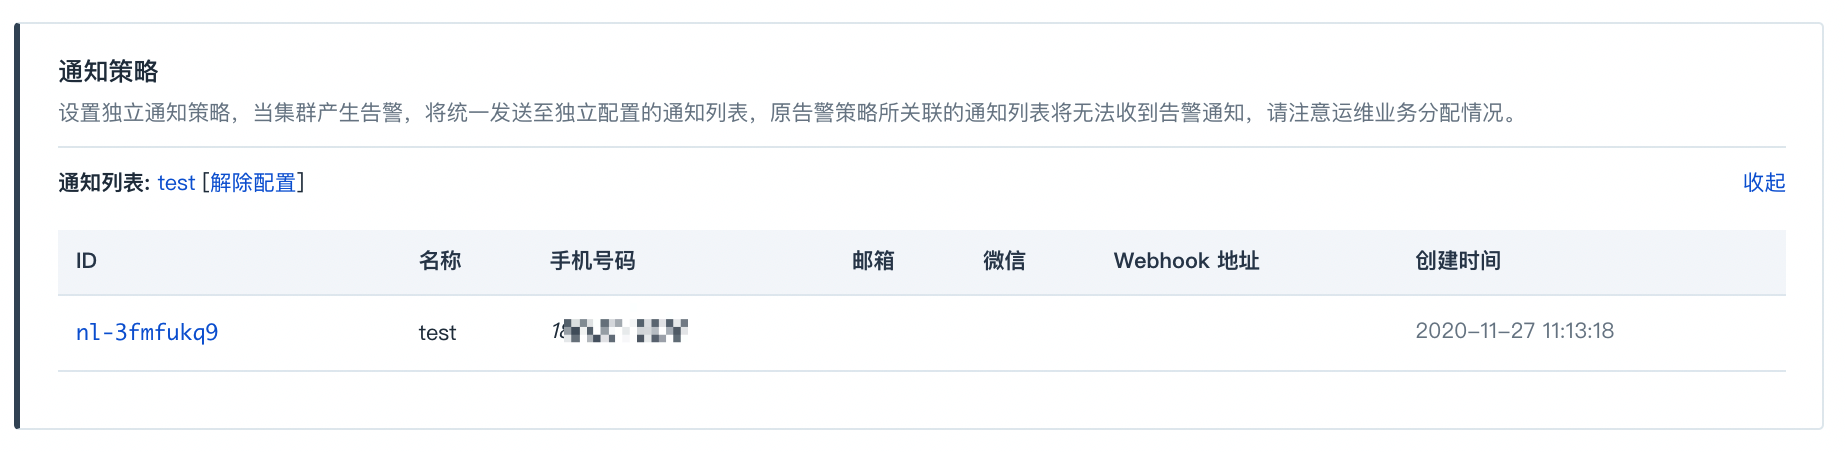 通知策略
设置独立通知策略，当集群产生告警，将统一发送至独立配置的通知列表，原告警策略所关联的通知列表将无法收到告警通知，请注意运维业务分配情况。
通知列表: test [解除配置] 收起
ID 名称 手机号码 邮箱 微信 Webhook 地址 创建时间
nl-3fmfukq9 test 2020-11-27 11:13:18